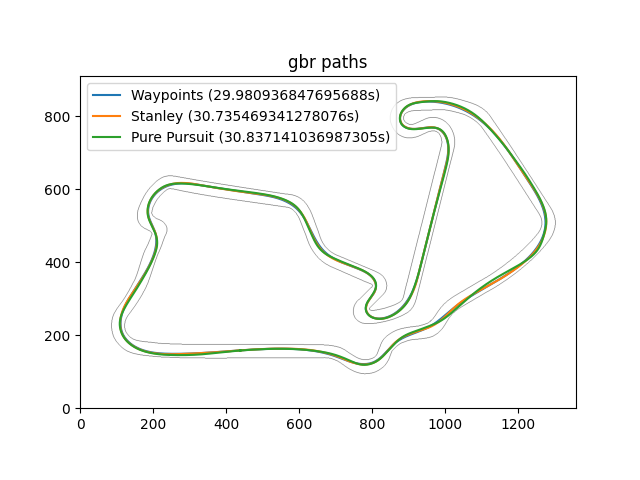 gbr paths
Waypoints (29.980936847695688s)
Stanley (30.735469341278076s)
Pure Pursuit (30.837141036987305s)
800
600
400
200
0
0 200 400 600 800 1000 1200